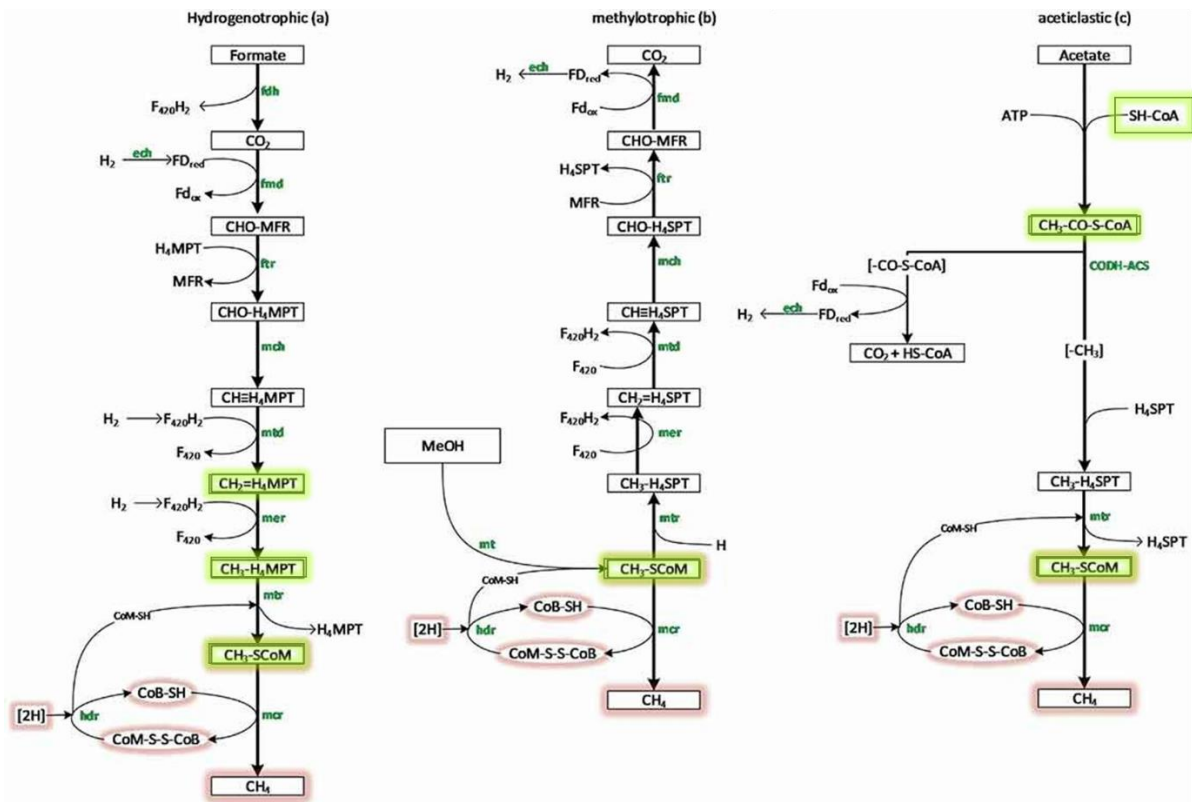 Hydrogenotrophic (a)
Formate
fdh
F₄₂₀H₂
CO₂
H₂
ech
FD_red
fmd
Fd_ox
CHO-MFR
H₄MPT
ftr
MFR
CHO-H₄MPT
mch
CH≡H₄MPT
H₂
F₄₂₀H₂
mtd
F₄₂₀
CH₂=H₄MPT
H₂
F₄₂₀H₂
mer
F₄₂₀
CH₃-H₄MPT
mtr
CoM-SH
H₄MPT
CH₃-SCoM
CoB-SH
[2H]
hdr
mcr
CoM-S-S-CoB
CH₄
methylotrophic (b)
CO₂
H₂
ech
FD_red
fmd
Fd_ox
CHO-MFR
H₄SPT
ftr
MFR
CHO-H₄SPT
mch
CH≡H₄SPT
F₄₂₀H₂
mtd
F₄₂₀
CH₂=H₄SPT
F₄₂₀H₂
mer
F₄₂₀
MeOH
CH₃-H₄SPT
mtr
H
mt
CH₃-SCoM
CoM-SH
CoB-SH
[2H]
hdr
mcr
CoM-S-S-CoB
CH₄
aceticlastic (c)
Acetate
ATP
SH-CoA
CH₃-CO-S-CoA
CODH-ACS
[-CO-S-CoA]
Fd_ox
H₂
ech
FD_red
CO₂ + HS-CoA
[-CH₃]
H₄SPT
CH₃-H₄SPT
mtr
CoM-SH
H₄SPT
CH₃-SCoM
CoB-SH
[2H]
hdr
mcr
CoM-S-S-CoB
CH₄